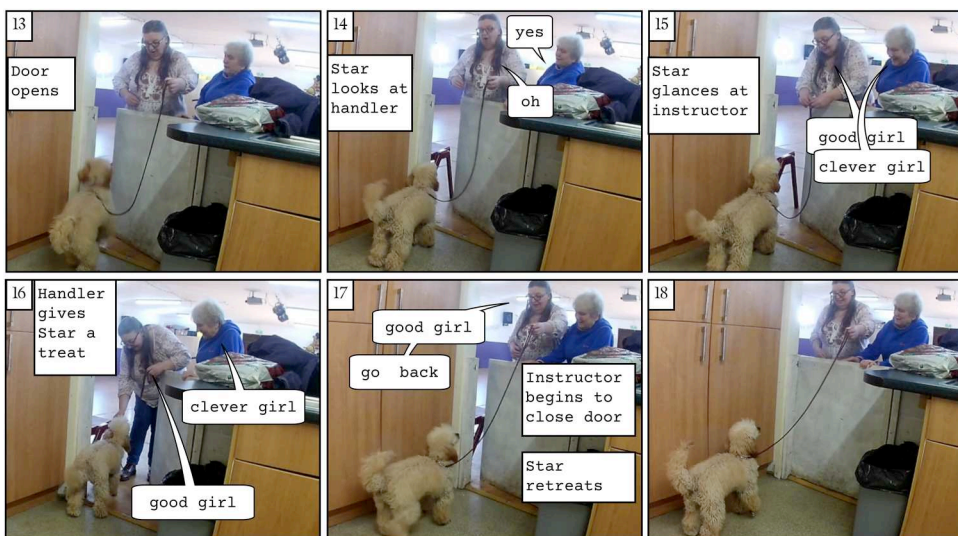 13
Door
opens
14
Star
looks at
handler
yes
oh
15
Star
glances at
instructor
good girl
clever girl
16
Handler
gives
Star a
treat
clever girl
good girl
17
good girl
go back
Instructor
begins to
close door
Star
retreats
18